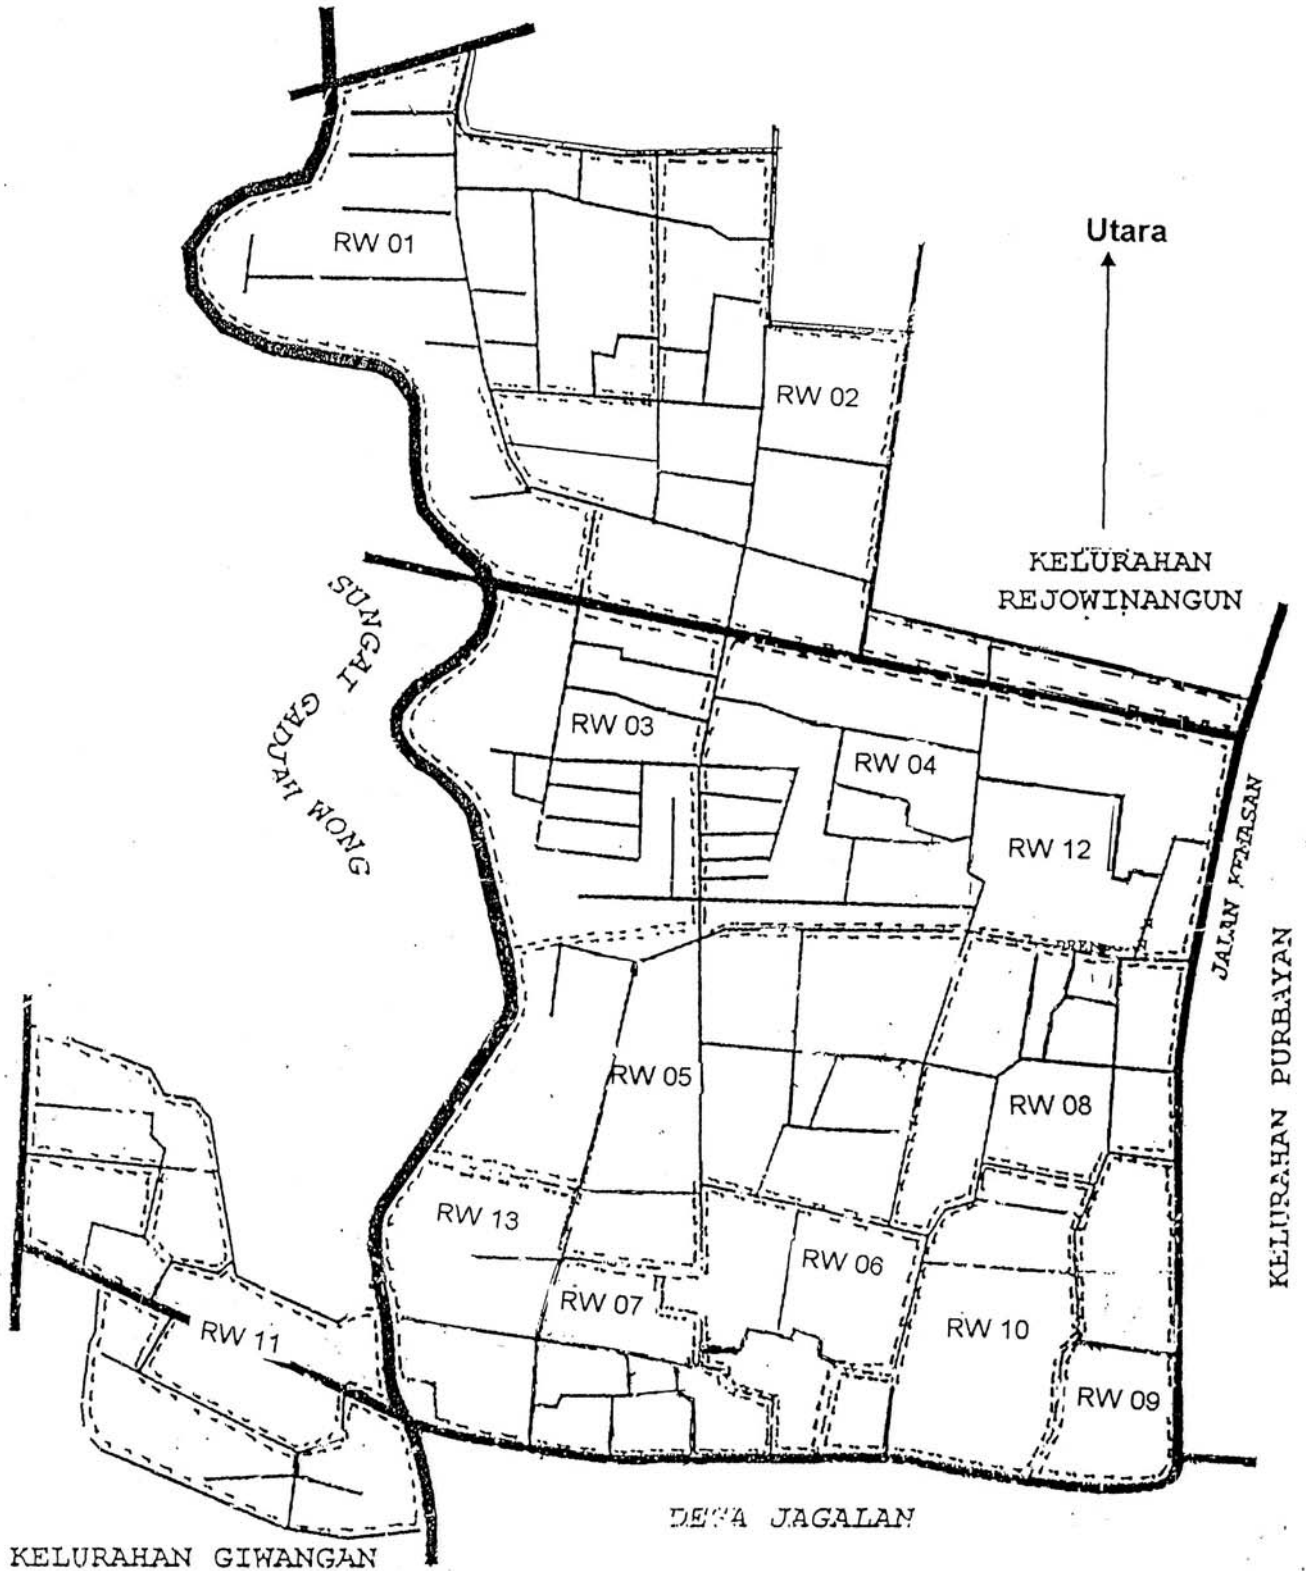 Utara
RW 01
RW 02
KELURAHAN
REJOWINANGUN
SUNGAI
GADJAH WONG
RW 03
RW 04
RW 12
JALAN KEMASAN
KELURAHAN PURBAYAN
RW 05
RW 08
RW 13
RW 06
RW 07
RW 11
RW 10
RW 09
DESA JAGALAN
KELURAHAN GIWANGAN